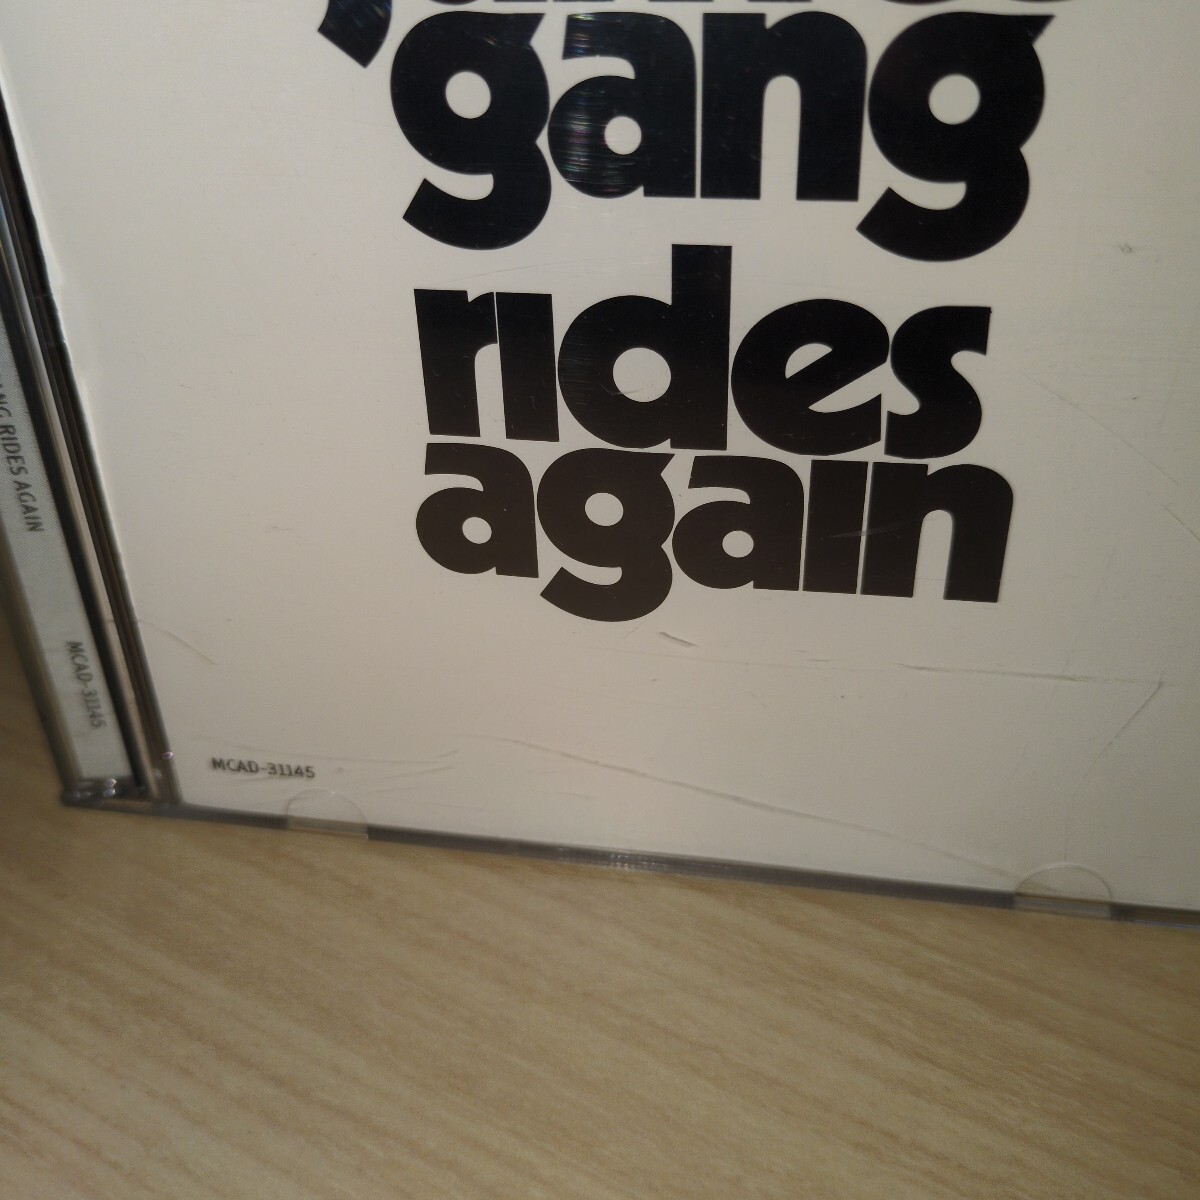 gang
rides
again
MCAD-31145
RIDES AGAIN
MCAD-31145